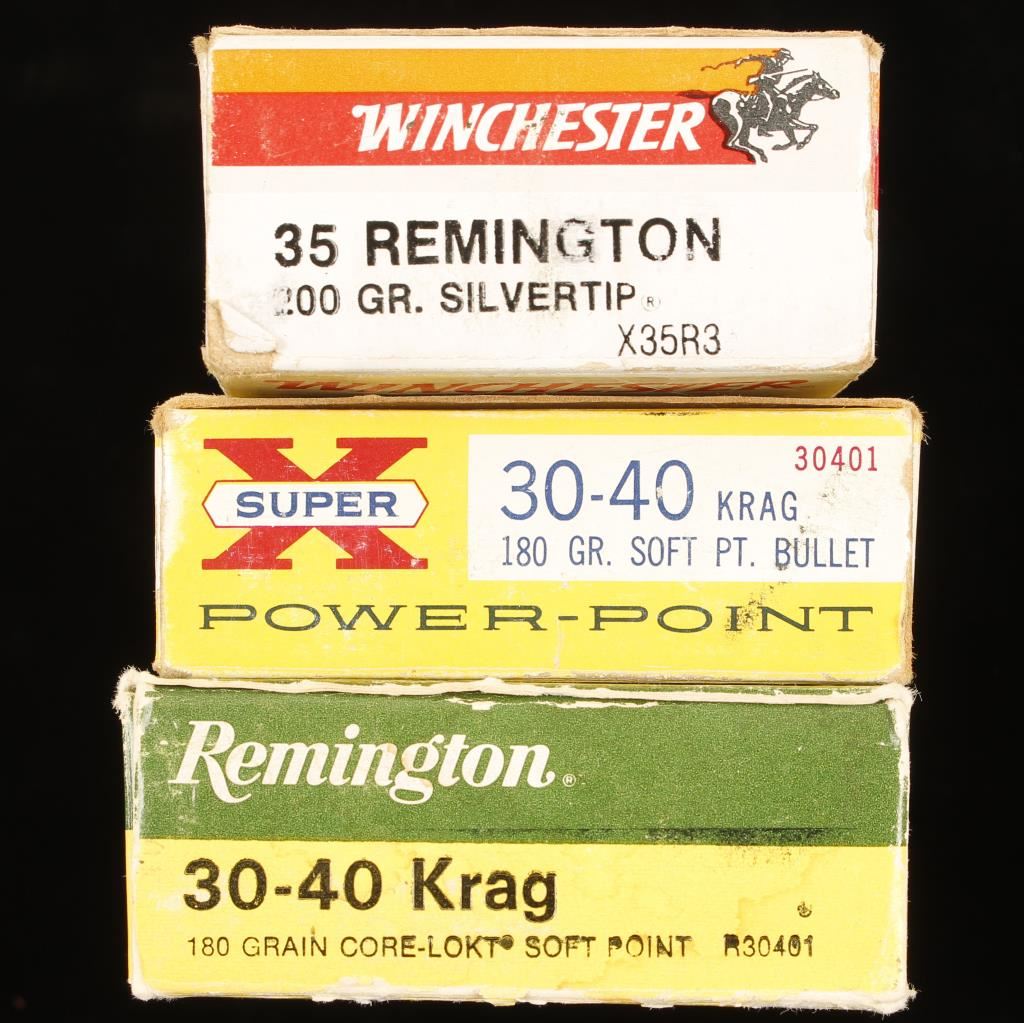 WINCHESTER
35 REMINGTON
200 GR. SILVERTIP®
X35R3
WINCHESTER
X
SUPER
30401
30-40 KRAG
180 GR. SOFT PT. BULLET
POWER-POINT
Remington®
30-40 Krag
180 GRAIN CORE-LOKT® SOFT POINT R30401